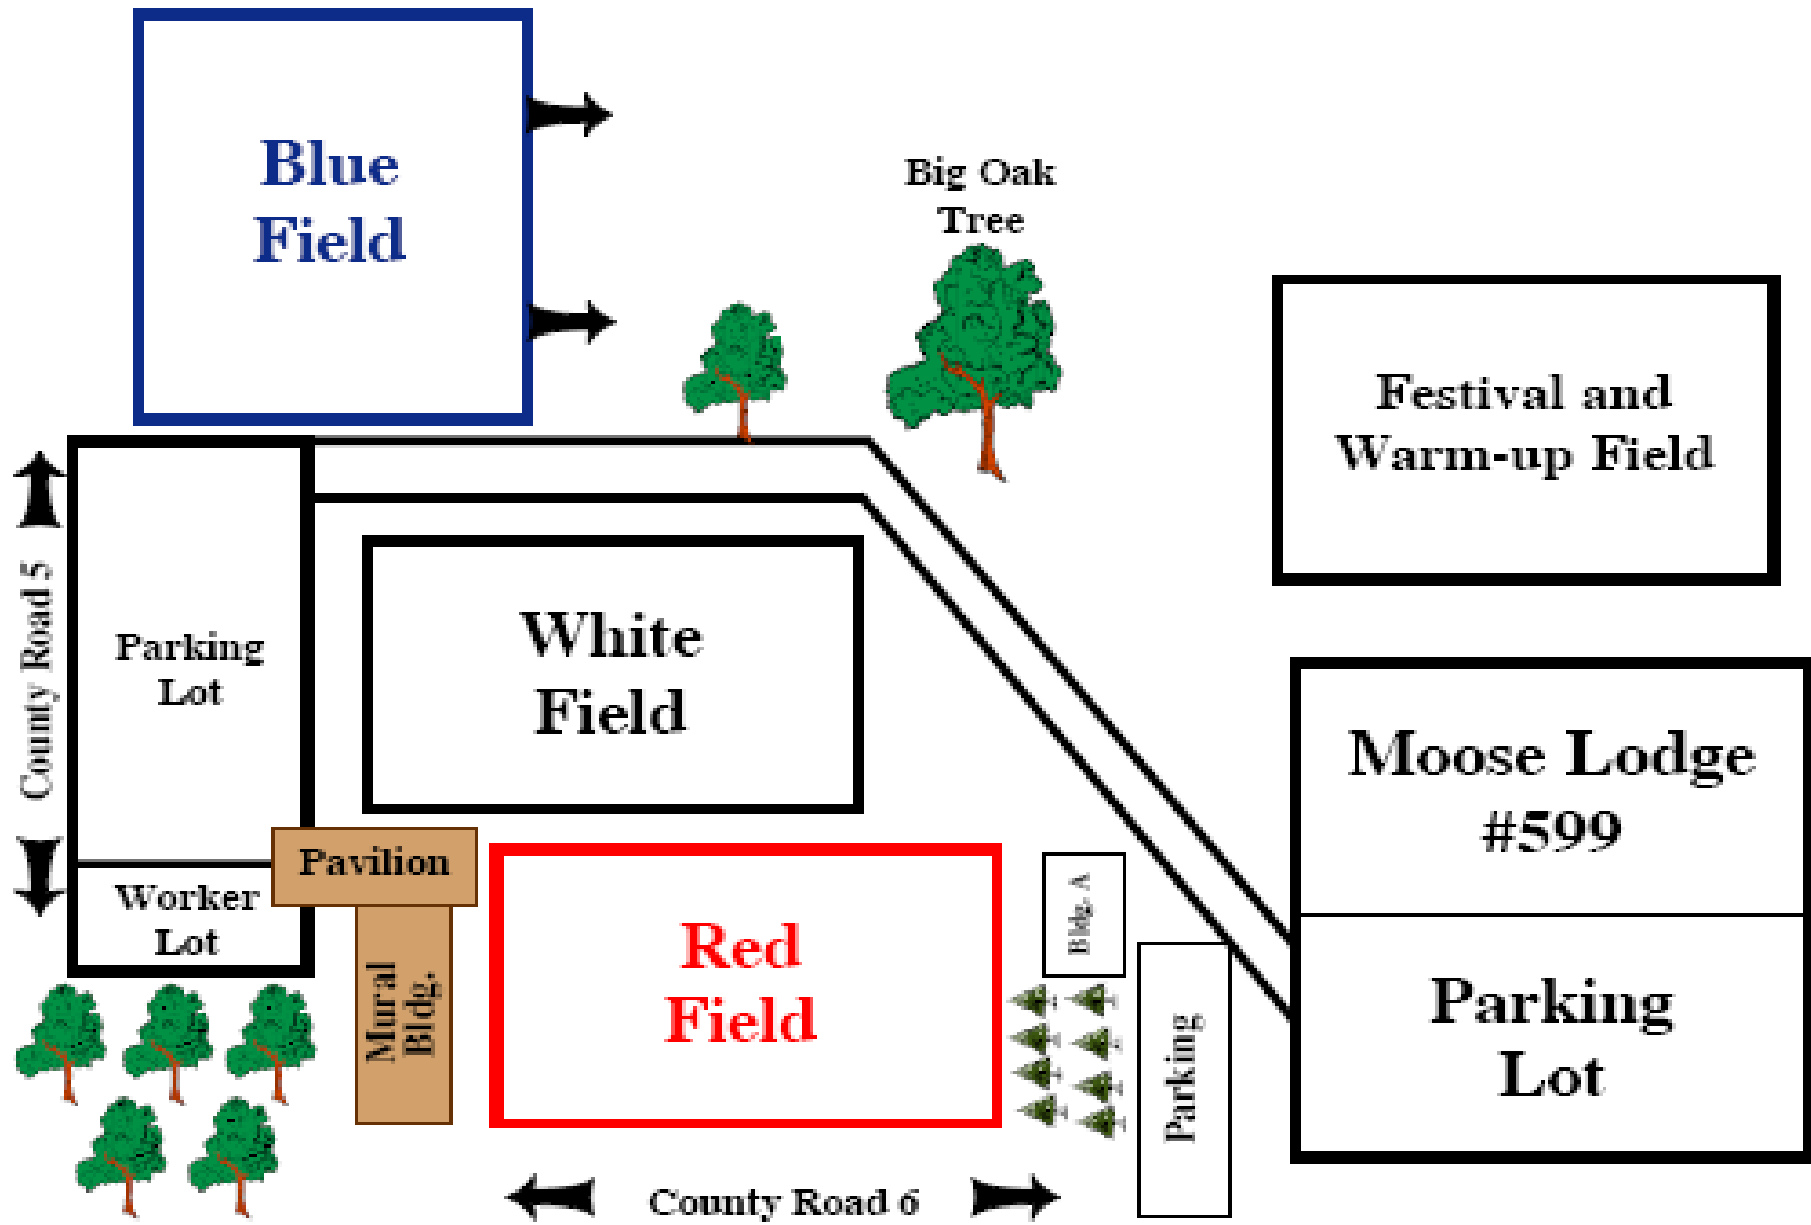 Blue
Field
Big Oak
Tree
Festival and
Warm-up Field
County Road 5
Parking
Lot
White
Field
Moose Lodge
#599
Pavilion
Worker
Lot
Mural
Bldg.
Red
Field
Bldg. A
Parking
Parking
Lot
County Road 6